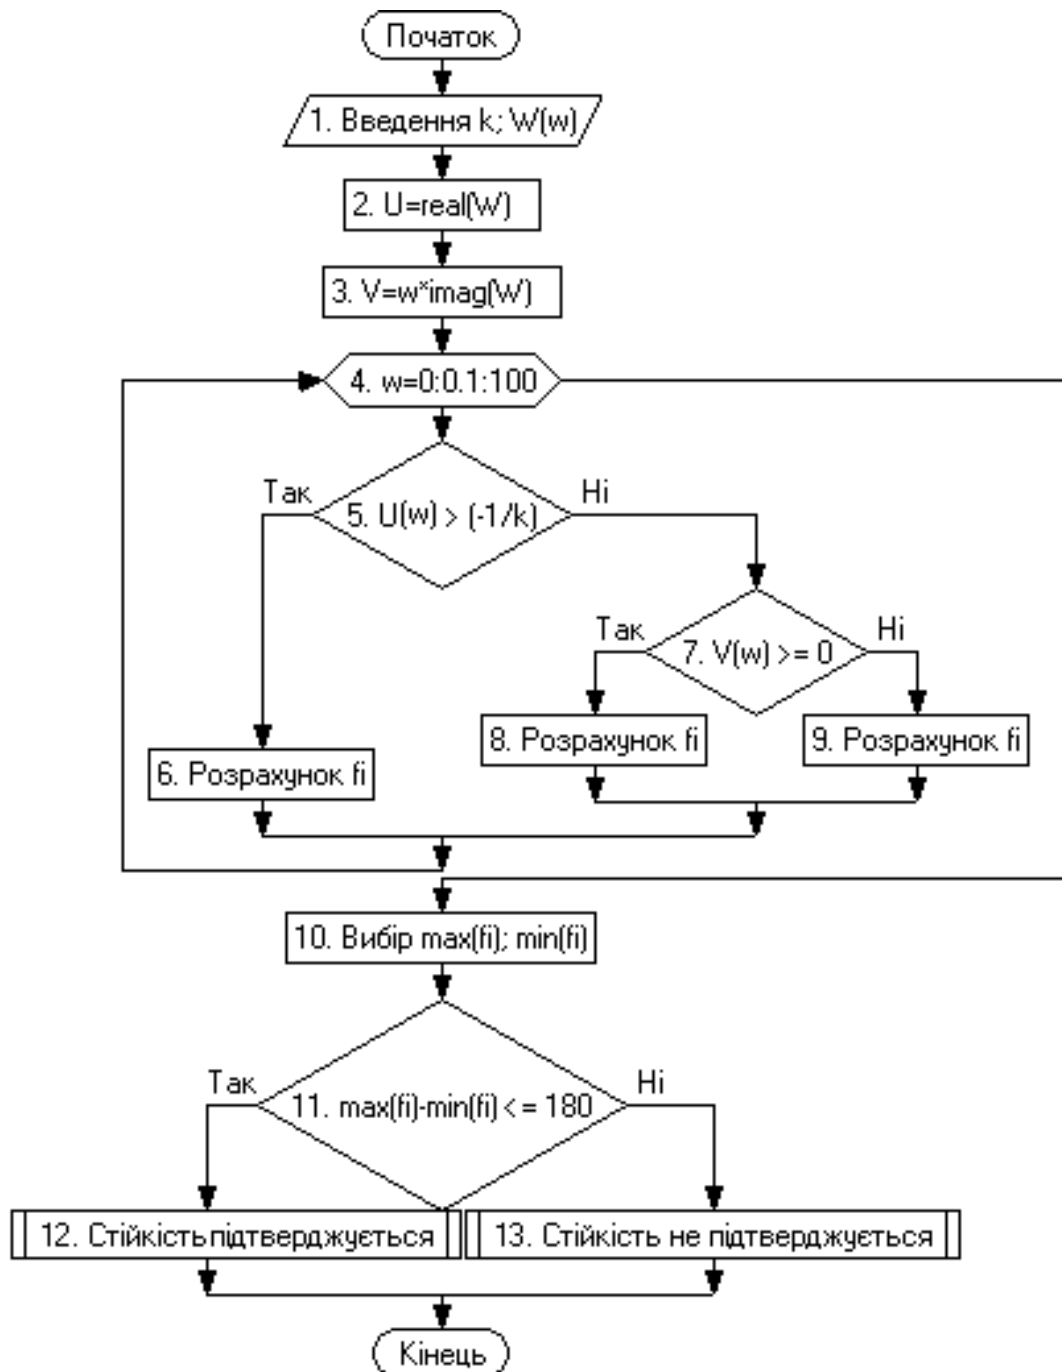 Початок
1. Введення k; W(w)
2. U=real(W)
3. V=w*imag(W)
4. w=0:0.1:100
Так
Ні
5. U(w) > (-1/k)
Так
Ні
7. V(w) >= 0
8. Розрахунок fi
9. Розрахунок fi
6. Розрахунок fi
10. Вибір max(fi); min(fi)
Так
Ні
11. max(fi)-min(fi) < = 180
12. Стійкість підтверджується
13. Стійкість не підтверджується
Кінець